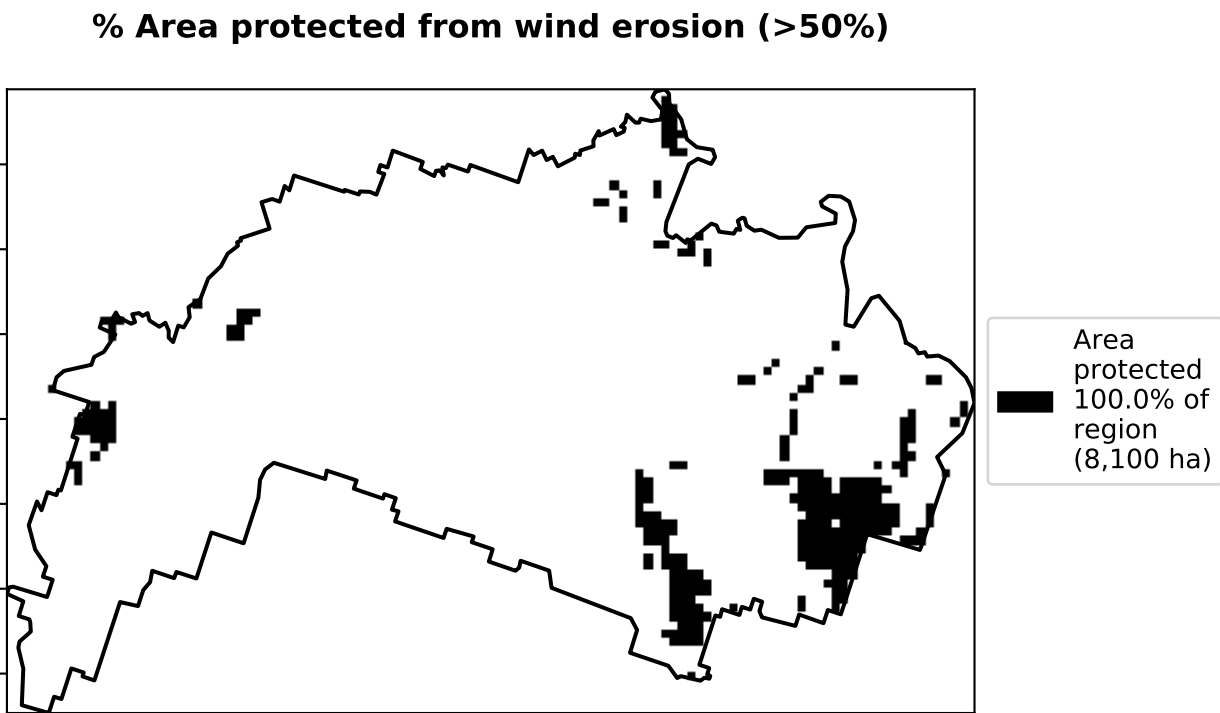 % Area protected from wind erosion (>50%)
Area
protected
100.0% of
region
(8,100 ha)